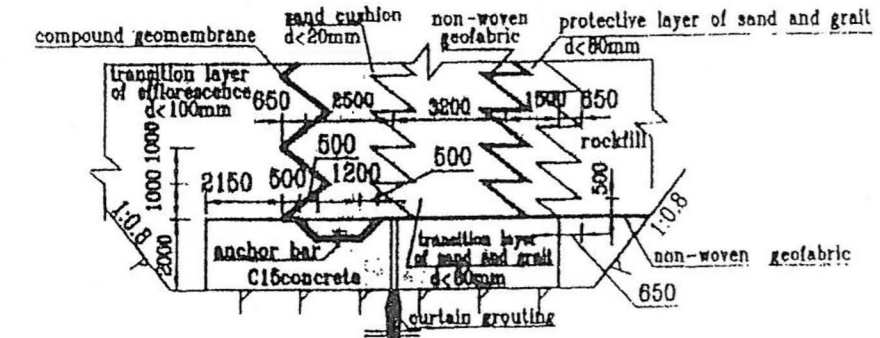 sand cushion
d<20mm
non-woven
geofabric
protective layer of sand and grait
d<80mm
compound geomembrane
transition layer
of efflorescence
d<100mm
650
2500
3200
1500
650
rockfill
500
1000
1000
2150
500
1200
500
500
1:0.8
1:0.8
2000
anchor bar
C15concrete
transition layer
of sand and grait
d<80mm
non-woven geofabric
650
curtain grouting